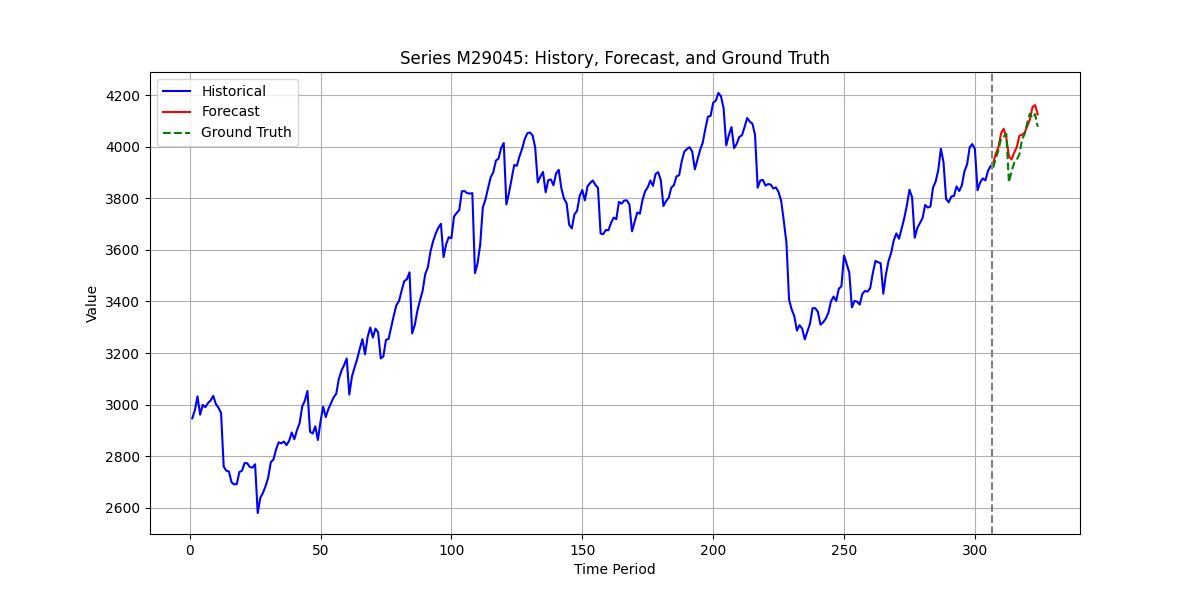 Series M29045: History, Forecast, and Ground Truth
Historical
Forecast
Ground Truth
4200
4000
3800
3600
3400
3200
3000
2800
2600
Value
0 50 100 150 200 250 300
Time Period